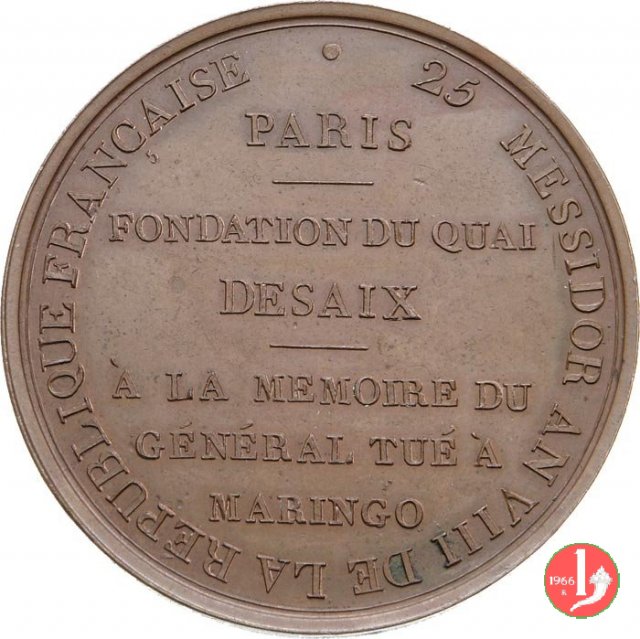 25 MESSIDOR AN VIII DE LA REPUBLIQUE FRANÇAISE
PARIS
FONDATION DU QUAI
DESAIX
À LA MEMOIRE DU
GÉNÉRAL TUÉ À
MARINGO
1966